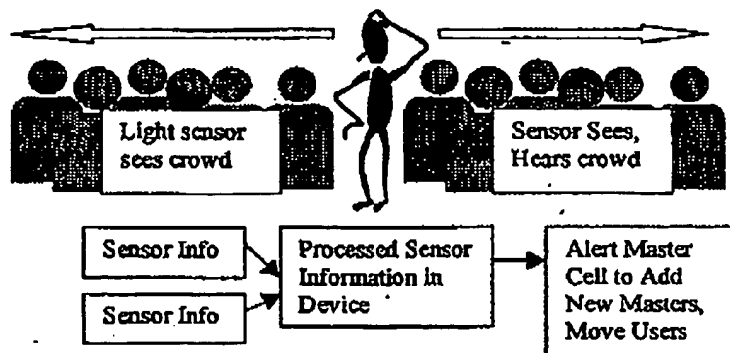 Light sensor
sees crowd
Sensor Sees,
Hears crowd
Sensor Info
Sensor Info
Processed Sensor
Information in
Device
Alert Master
Cell to Add
New Masters,
Move Users